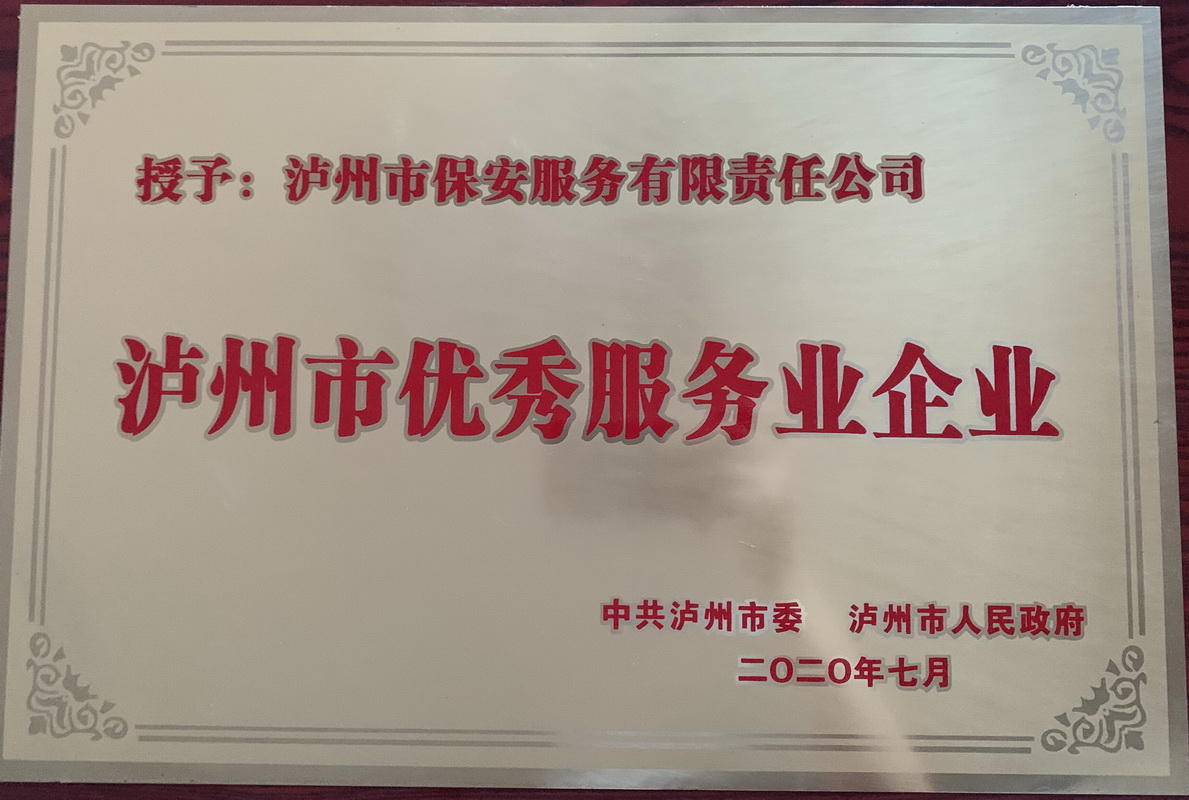 授予：泸州市保安服务有限责任公司
泸州市优秀服务业企业
中共泸州市委 泸州市人民政府
二〇二〇年七月